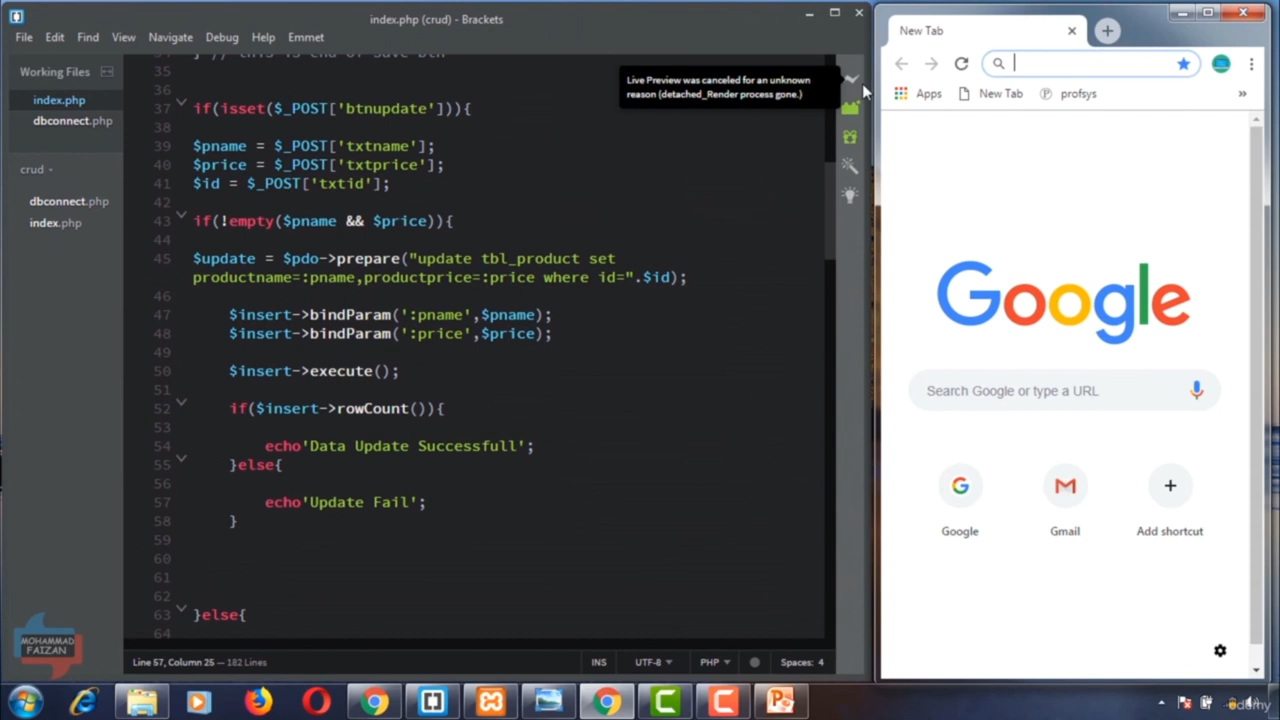 index.php (crud) - Brackets
File Edit Find View Navigate Debug Help Emmet
Working Files
index.php
dbconnect.php
crud
dbconnect.php
index.php
35
36
37 if(isset($_POST['btnupdate'])){
38
39 $pname = $_POST['txtname'];
40 $price = $_POST['txtprice'];
41 $id = $_POST['txtid'];
42
43 if(!empty($pname && $price)){
44
45 $update = $pdo->prepare("update tbl_product set
productname=:pname,productprice=:price where id=".$id);
46
47 $insert->bindParam(':pname',$pname);
48 $insert->bindParam(':price',$price);
49
50 $insert->execute();
51
52 if($insert->rowCount()){
53
54 echo'Data Update Successfull';
55 }else{
56
57 echo'Update Fail';
58 }
59
60
61
62
63 }else{
64
Live Preview was canceled for an unknown
reason (detached_Render process gone.)
Line 57, Column 25 — 182 Lines
INS UTF-8 PHP Spaces: 4
MOHAMMAD
FAIZAN
New Tab
Apps New Tab profsys »
Google
Search Google or type a URL
Google Gmail Add shortcut
udemy